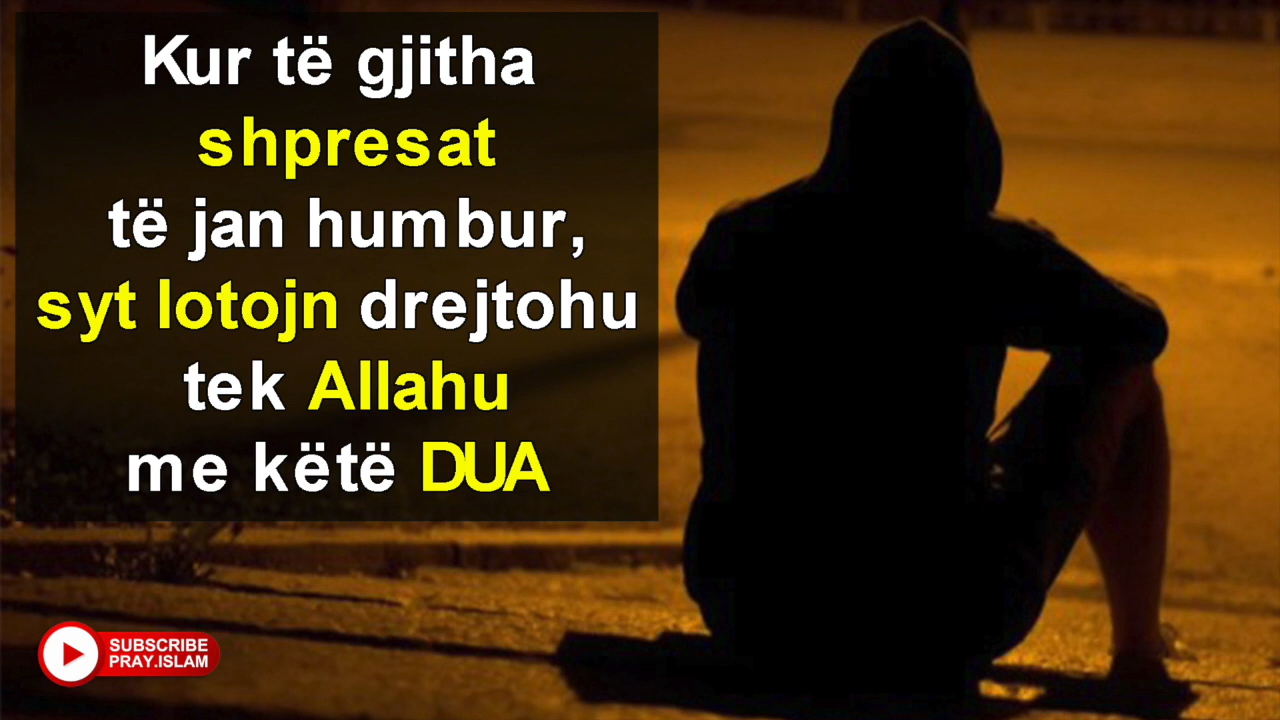 Kur të gjitha
shpresat
të jan humbur,
syt lotojn drejtohu
tek Allahu
me këtë DUA
SUBSCRIBE
PRAY.ISLAM